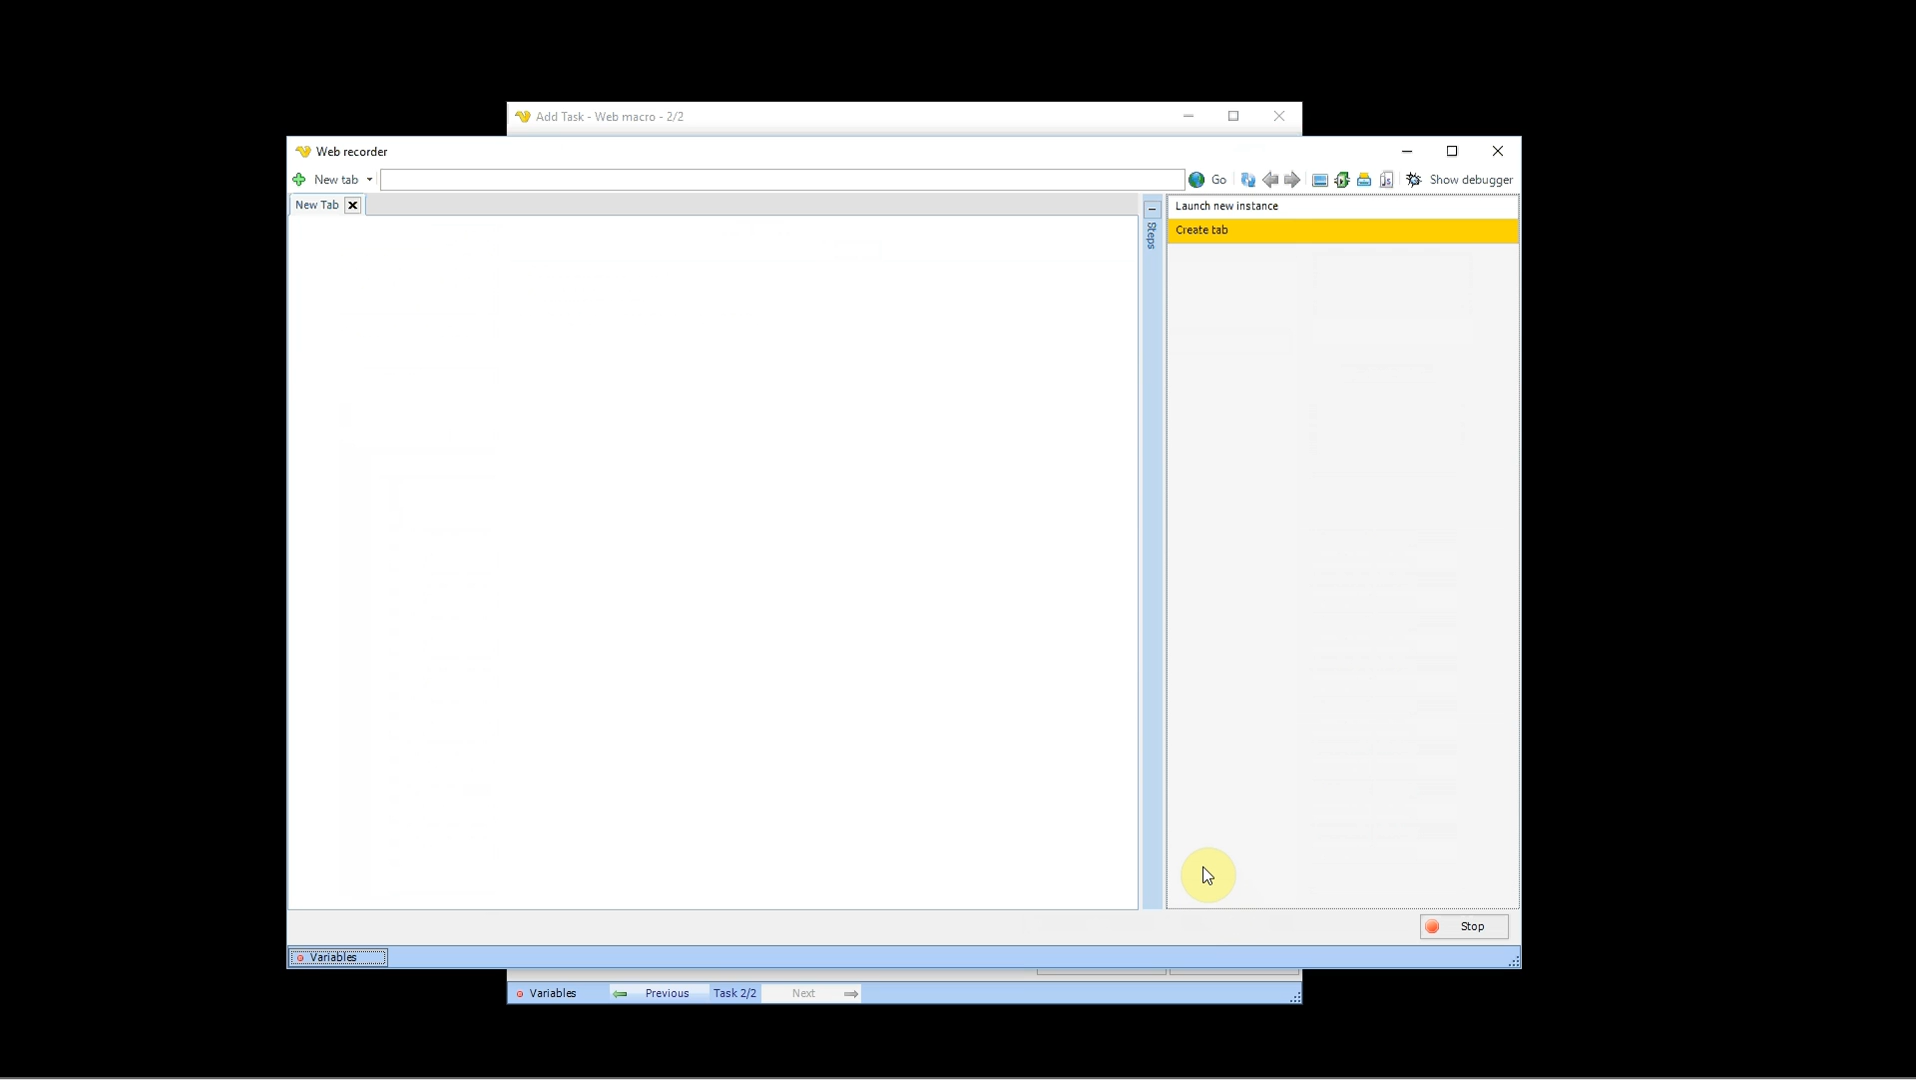 Add Task - Web macro - 2/2
Web recorder
New tab
Go
Show debugger
New Tab
Steps
Launch new instance
Create tab
Stop
Variables
Variables
Previous
Task 2/2
Next